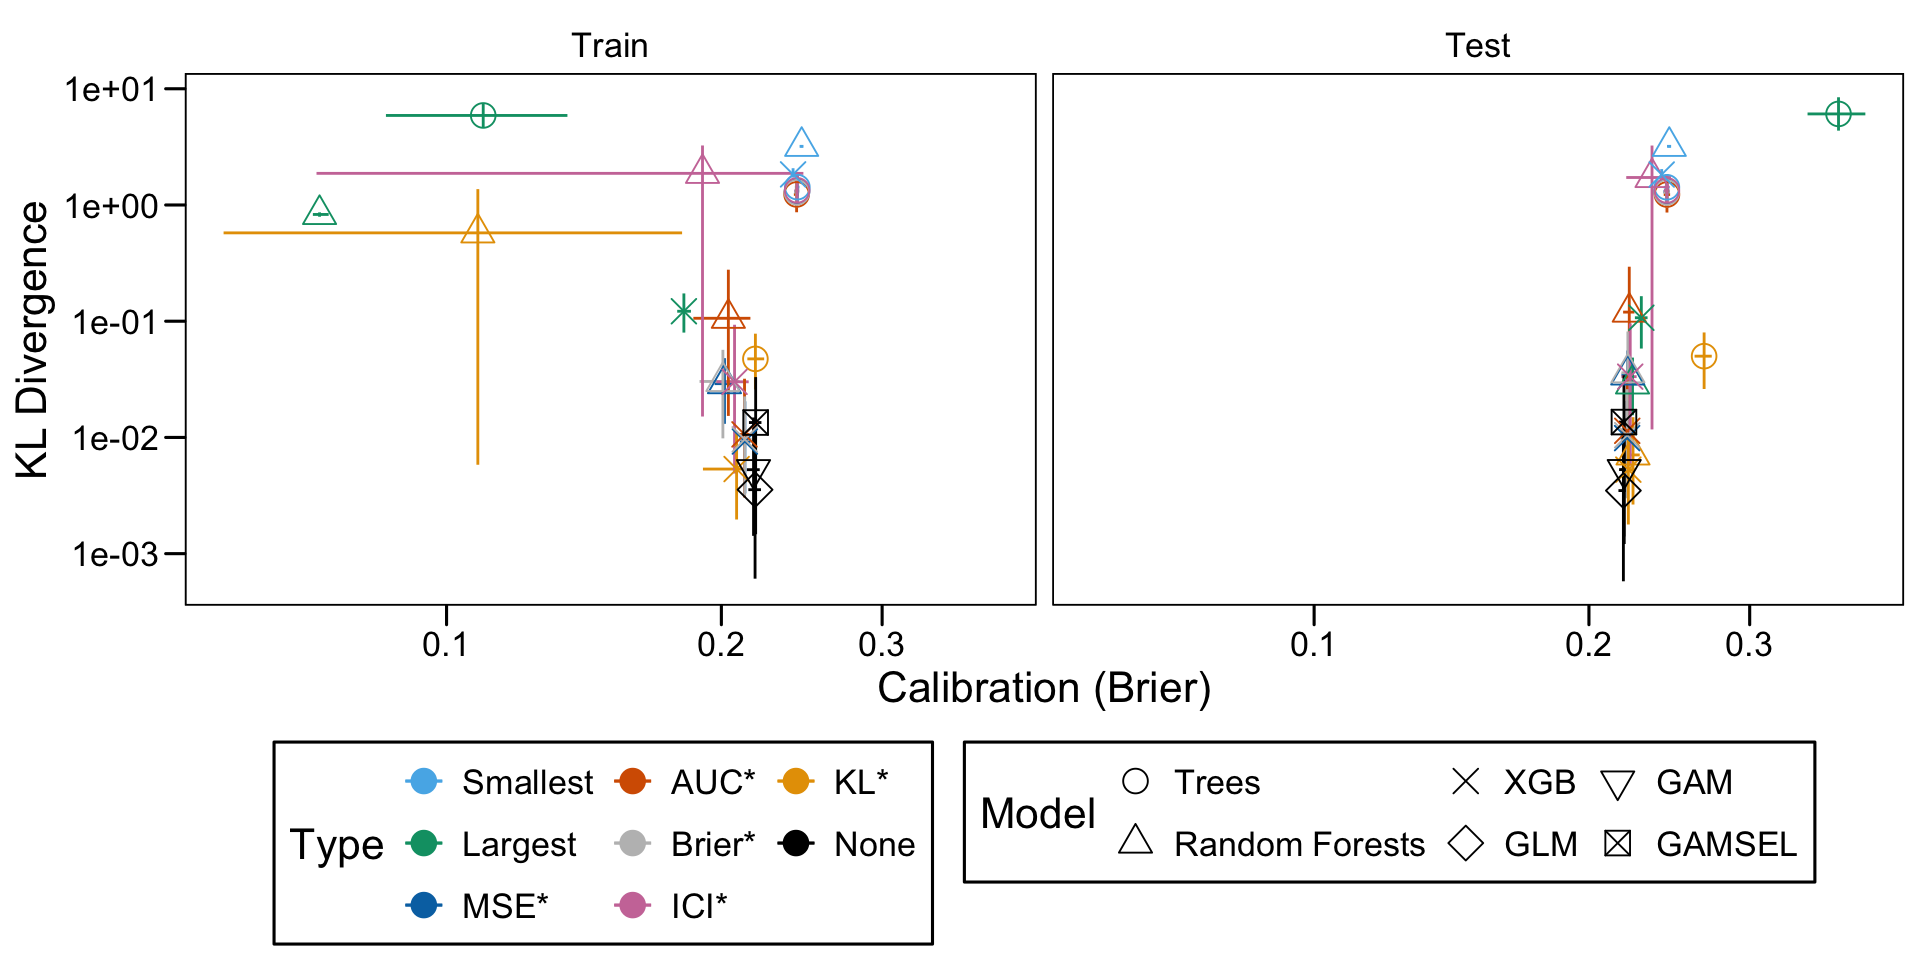 Train Test
1e+01
1e+00
1e-01
1e-02
1e-03
KL Divergence
0.1 0.2 0.3 0.1 0.2 0.3
Calibration (Brier)
Type
Smallest AUC* KL*
Largest Brier* None
MSE* ICI*
Model
Trees XGB GAM
Random Forests GLM GAMSEL